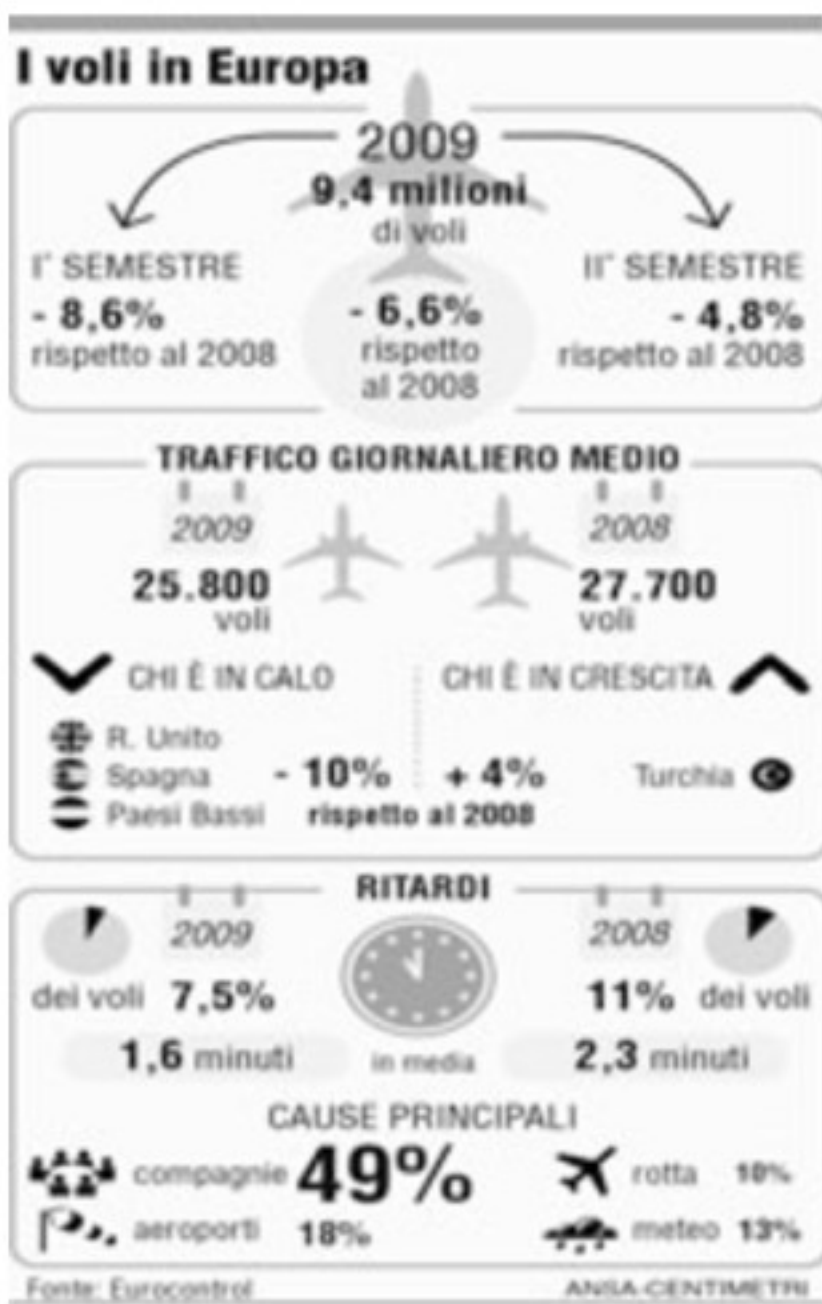 I voli in Europa
2009
9,4 milioni
di voli
I° SEMESTRE
- 8,6%
rispetto al 2008
- 6,6%
rispetto
al 2008
II° SEMESTRE
- 4,8%
rispetto al 2008
TRAFFICO GIORNALIERO MEDIO
2009
25.800
voli
2008
27.700
voli
CHI È IN CALO
R. Unito
Spagna
Paesi Bassi
- 10%
CHI È IN CRESCITA
+ 4%
Turchia
rispetto al 2008
RITARDI
2009
dei voli 7,5%
1,6 minuti
in media
2008
11% dei voli
2,3 minuti
CAUSE PRINCIPALI
compagnie 49%
aeroporti 18%
rotta 10%
meteo 13%
Fonte: Eurocontrol
ANSA-CENTIMETRI